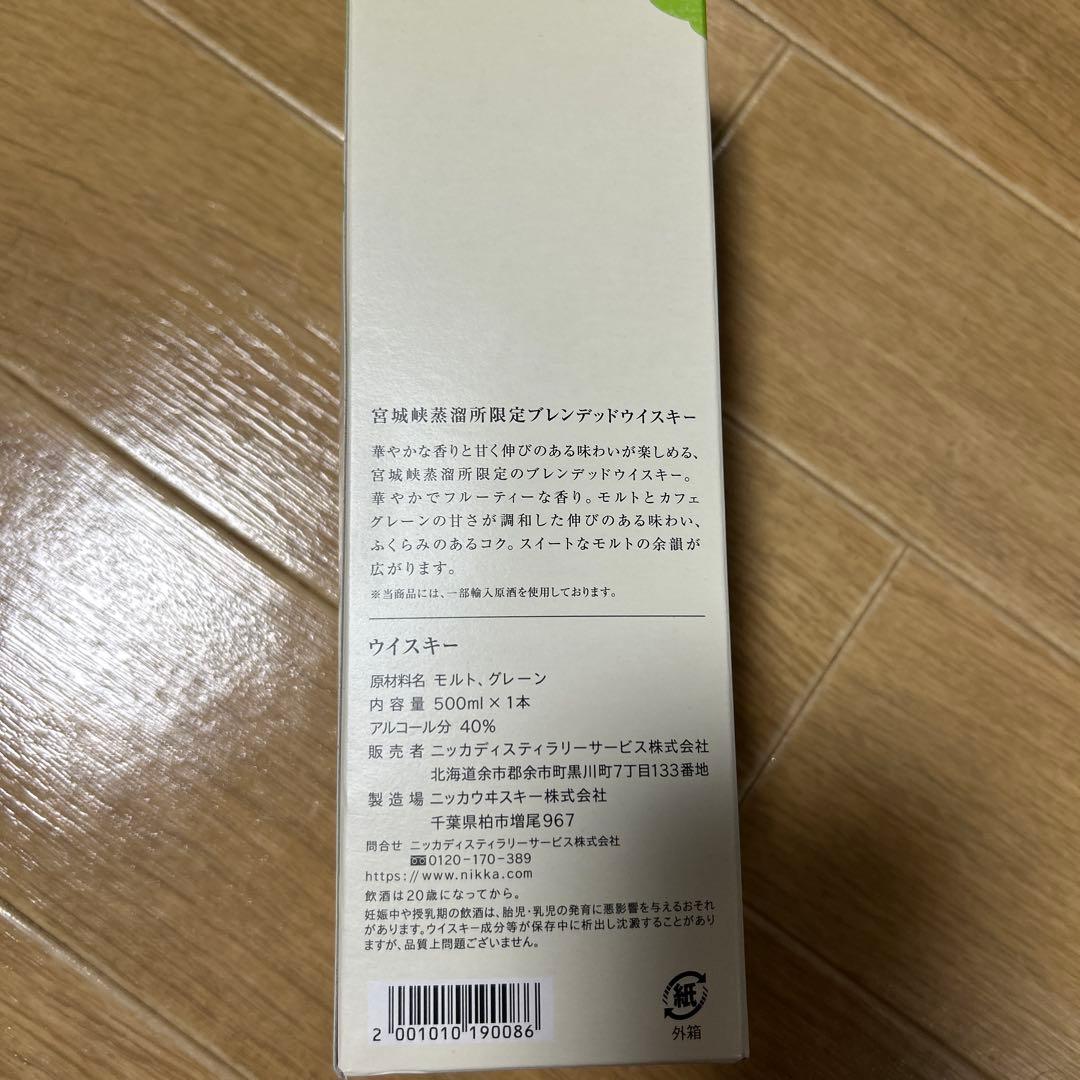 宮城峡蒸溜所限定ブレンデッドウイスキー
華やかな香りと甘く伸びのある味わいが楽しめる、
宮城峡蒸溜所限定のブレンデッドウイスキー。
華やかでフルーティーな香り。モルトとカフェ
グレーンの甘さが調和した伸びのある味わい、
ふくらみのあるコク。スイートなモルトの余韻が
広がります。
※当商品には、一部輸入原酒を使用しております。
ウイスキー
原材料名 モルト、グレーン
内容量 500ml×1本
アルコール分 40%
販売者 ニッカディスティラリーサービス株式会社
北海道余市郡余市町黒川町7丁目133番地
製造場 ニッカウヰスキー株式会社
千葉県柏市増尾967
問合せ ニッカディスティラリーサービス株式会社
0120-170-389
https://www.nikka.com
飲酒は20歳になってから。
妊娠中や授乳期の飲酒は、胎児・乳児の発育に悪影響を与えるおそれ
があります。ウイスキー成分等が保存中に析出し沈澱することがあり
ますが、品質上問題ございません。
2 001010 190086
紙
外箱